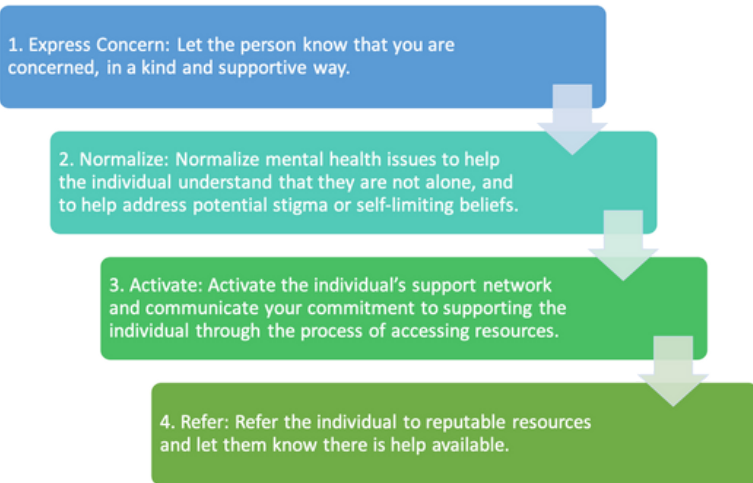 1. Express Concern: Let the person know that you are
concerned, in a kind and supportive way.
2. Normalize: Normalize mental health issues to help
the individual understand that they are not alone, and
to help address potential stigma or self-limiting beliefs.
3. Activate: Activate the individual’s support network
and communicate your commitment to supporting the
individual through the process of accessing resources.
4. Refer: Refer the individual to reputable resources
and let them know there is help available.